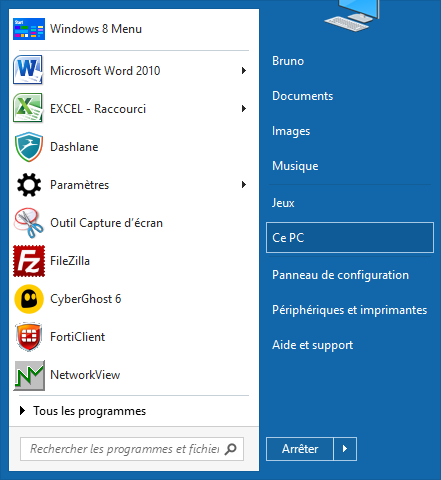 Start
Windows 8 Menu
Microsoft Word 2010
EXCEL - Raccourci
Dashlane
Paramètres
Outil Capture d'écran
FileZilla
CyberGhost 6
FortiClient
NetworkView
Tous les programmes
Rechercher les programmes et fichier
Bruno
Documents
Images
Musique
Jeux
Ce PC
Panneau de configuration
Périphériques et imprimantes
Aide et support
Arrêter